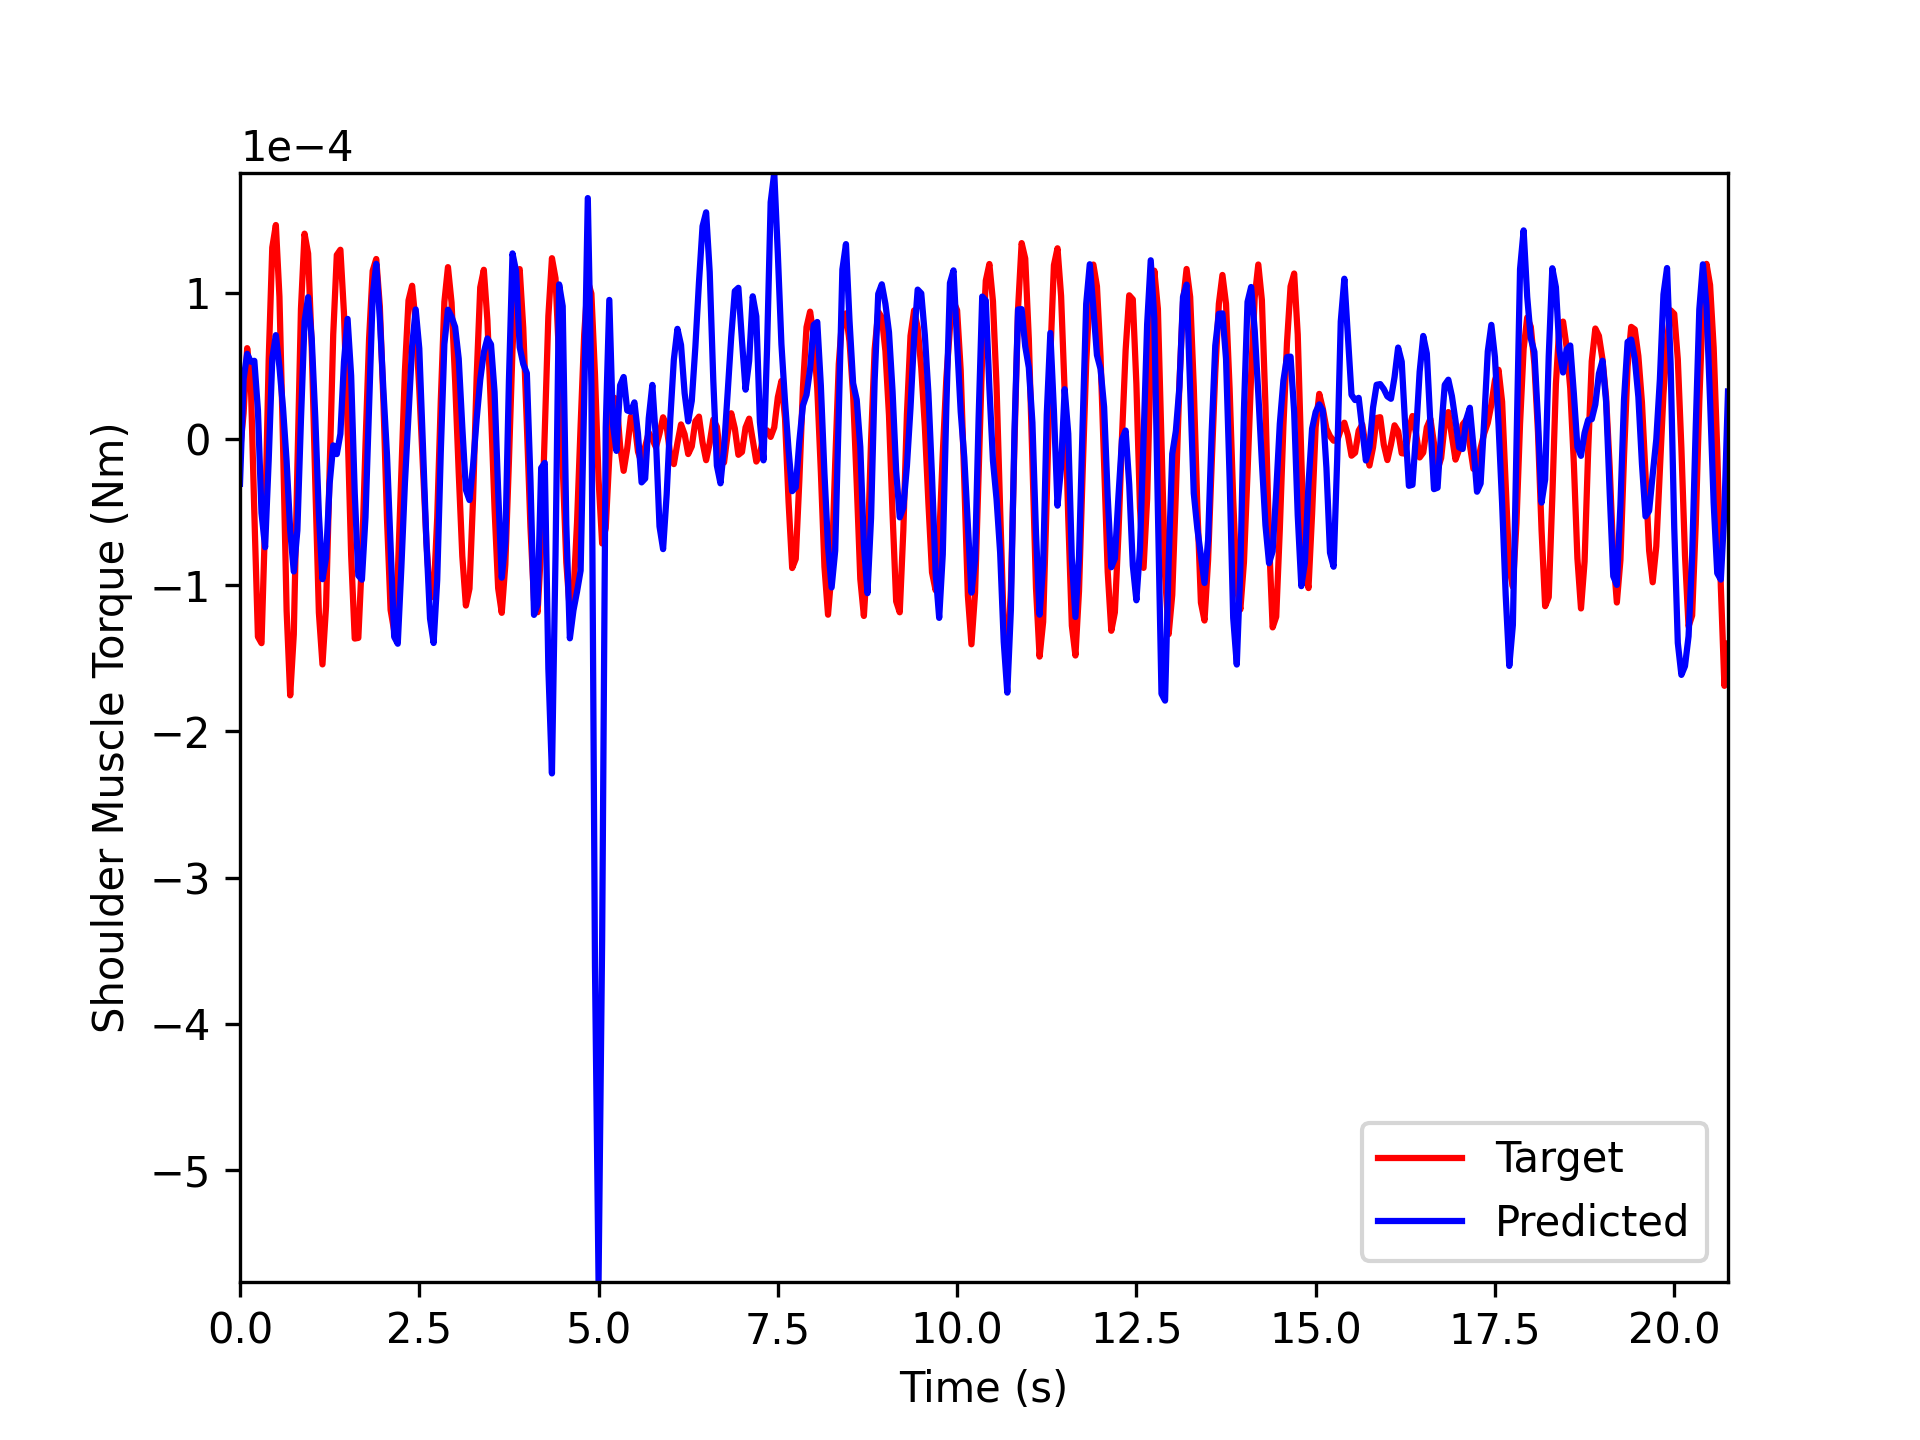 1e−4
1
0
−1
−2
−3
−4
−5
Shoulder Muscle Torque (Nm)
Target
Predicted
0.0 2.5 5.0 7.5 10.0 12.5 15.0 17.5 20.0
Time (s)